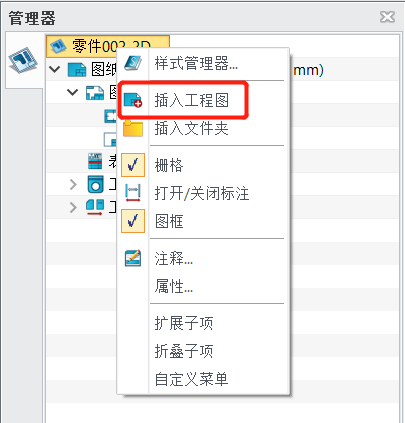 管理器
零件002_2D
样式管理器...
图纸
mm)
插入工程图
插入文件夹
栅格
打开/关闭标注
图框
注释...
属性...
扩展子项
折叠子项
自定义菜单